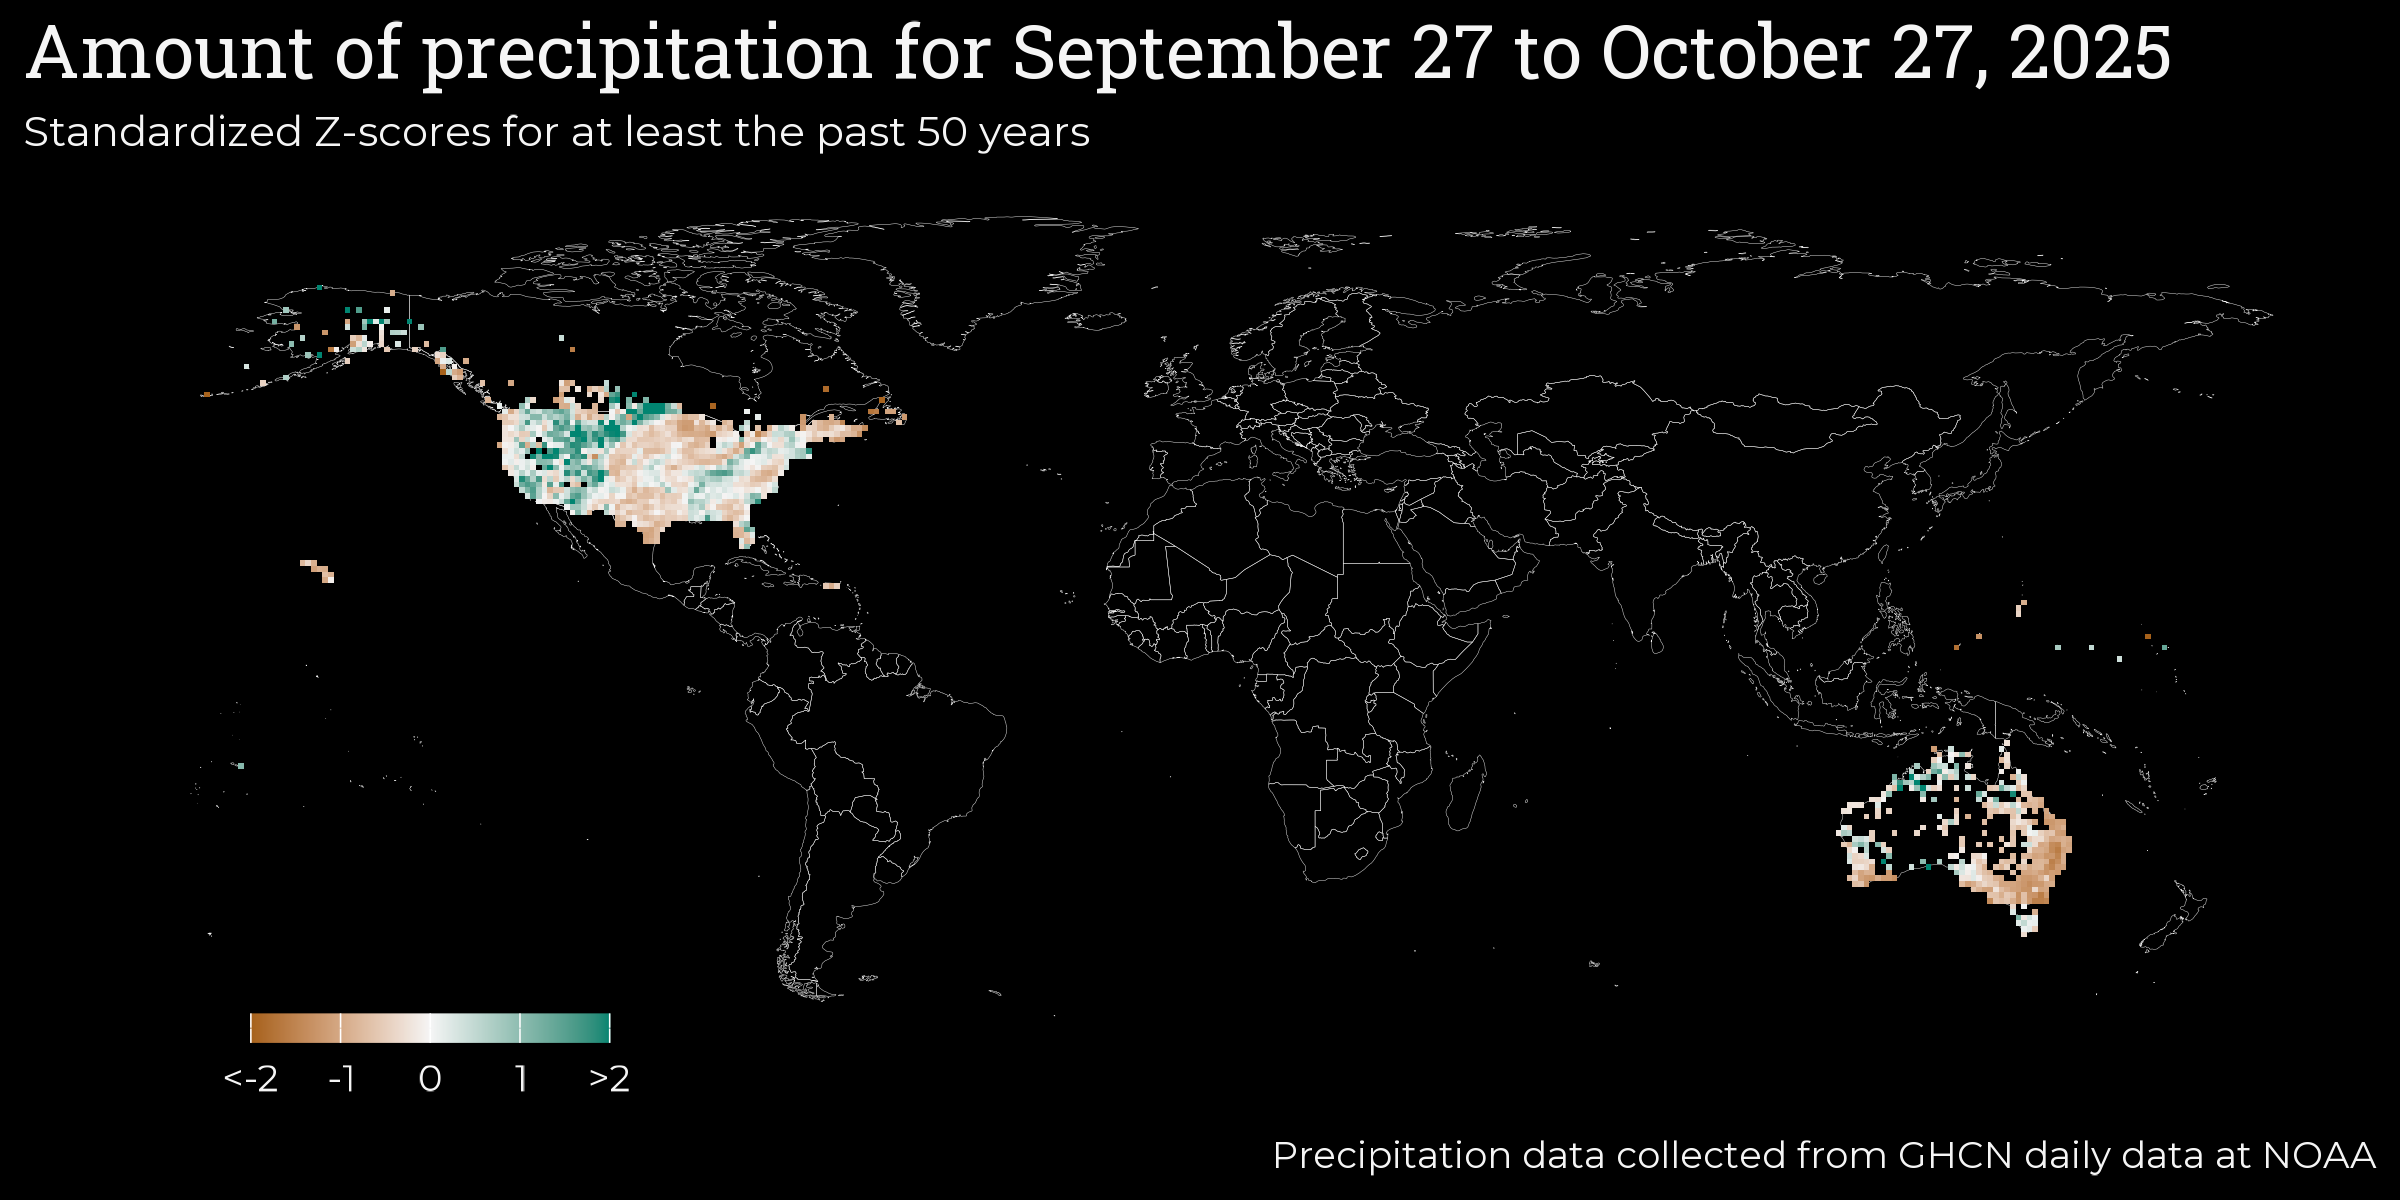 Amount of precipitation for September 27 to October 27, 2025
Standardized Z-scores for at least the past 50 years
<-2 -1 0 1 >2
Precipitation data collected from GHCN daily data at NOAA